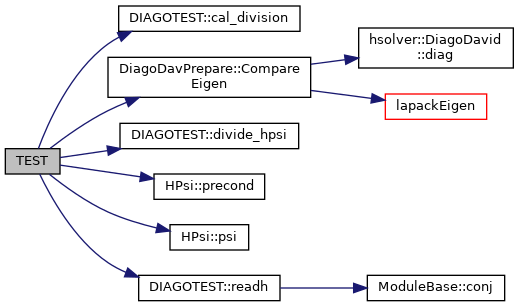 TEST
DIAGOTEST::cal_division
DiagoDavPrepare::Compare
Eigen
hsolver::DiagoDavid
::diag
lapackEigen
DIAGOTEST::divide_hpsi
HPsi::precond
HPsi::psi
DIAGOTEST::readh
ModuleBase::conj